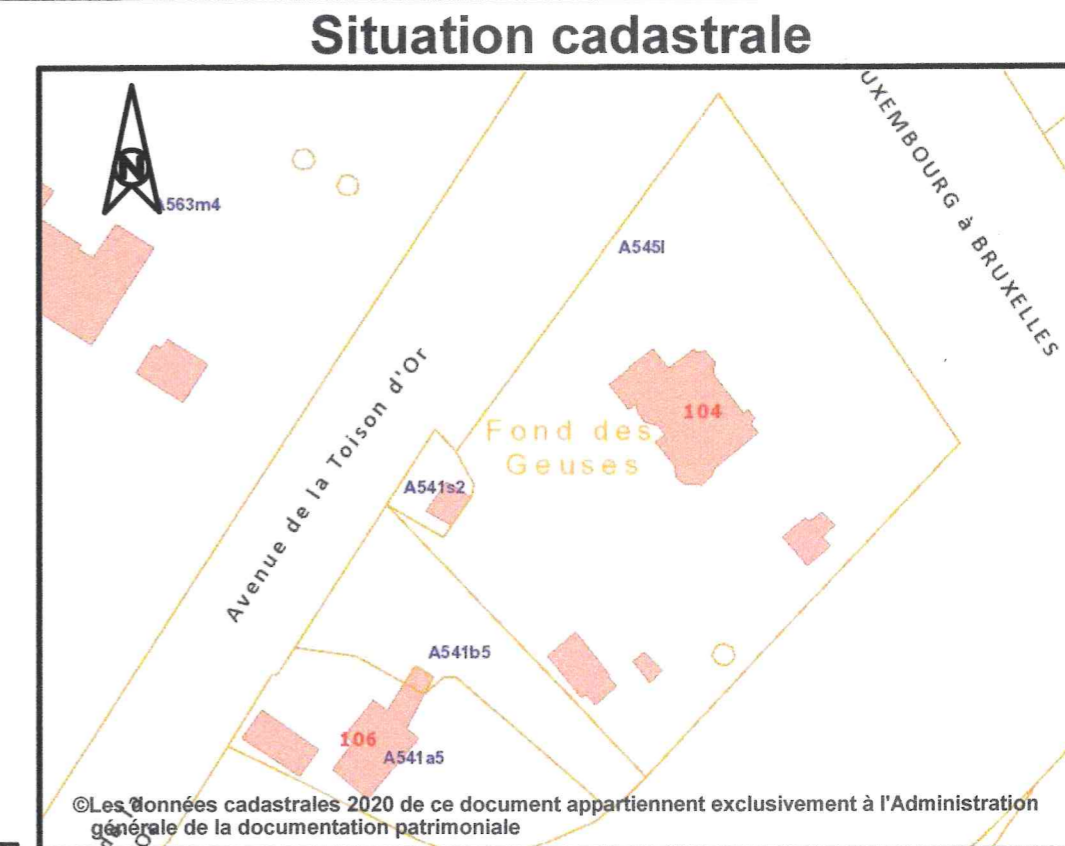 Situation cadastrale
N
A563m4
UXEMBOURG à BRUXELLES
A545l
Avenue de la Toison d'Or
104
Fond des
Geuses
A541s2
A541b5
106
A541a5
©Les données cadastrales 2020 de ce document appartiennent exclusivement à l'Administration
générale de la documentation patrimoniale